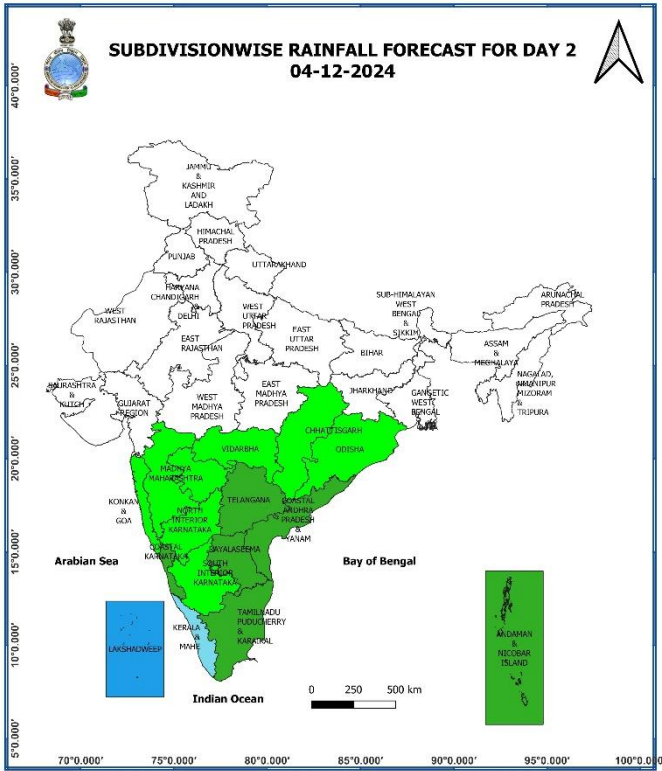 SUBDIVISIONWISE RAINFALL FORECAST FOR DAY 2
04-12-2024
40°0.000'
35°0.000'
30°0.000'
25°0.000'
20°0.000'
15°0.000'
10°0.000'
5°0.000'
JAMMU
&
KASHMIR
AND
LADAKH
HIMACHAL
PRADESH
PUNJAB
UTTARAKHAND
HARYANA
CHANDIGARH
&
DELHI
WEST
RAJASTHAN
WEST
UTTAR
PRADESH
EAST
RAJASTHAN
EAST
UTTAR
PRADESH
SUB-HIMALAYAN
WEST
BENGAL
&
SIKKIM
ARUNACHAL
PRADESH
BIHAR
ASSAM
&
MEGHALAYA
NAGALAD,
MANIPUR
MIZORAM
&
TRIPURA
SAURASHTRA
&
KUTCH
GUJARAT
REGION
WEST
MADHYA
PRADESH
EAST
MADHYA
PRADESH
JHARKHAND
GANGETIC
WEST
BENGAL
CHHATTISGARH
ODISHA
VIDARBHA
MADHYA
MAHARASHTRA
KONKAN
&
GOA
TELANGANA
NORTH
INTERIOR
KARNATAKA
COASTAL
ANDHRA
PRADESH
&
YANAM
COASTAL
KARNATAKA
RAYALASEEMA
SOUTH
INTERIOR
KARNATAKA
Arabian Sea
Bay of Bengal
LAKSHADWEEP
KERALA
&
MAHE
TAMILNADU
PUDUCHERRY
&
KARAIKAL
ANDAMAN
&
NICOBAR
ISLAND
Indian Ocean
0 250 500 km
70°0.000' 75°0.000' 80°0.000' 85°0.000' 90°0.000' 95°0.000' 100°0.0